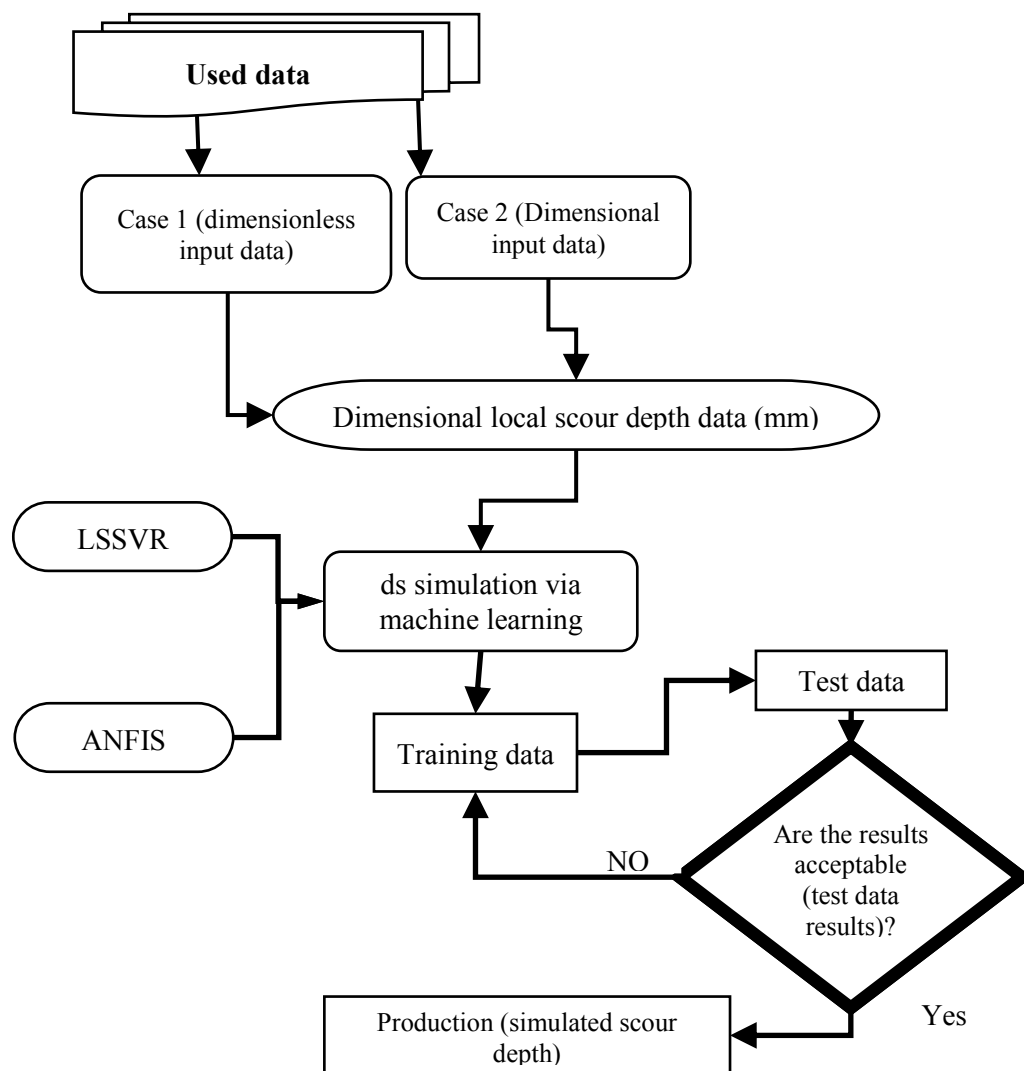 Used data
Case 1 (dimensionless
input data)
Case 2 (Dimensional
input data)
Dimensional local scour depth data (mm)
LSSVR
ds simulation via
machine learning
ANFIS
Training data
Test data
Are the results
acceptable
(test data
results)?
NO
Yes
Production (simulated scour
depth)